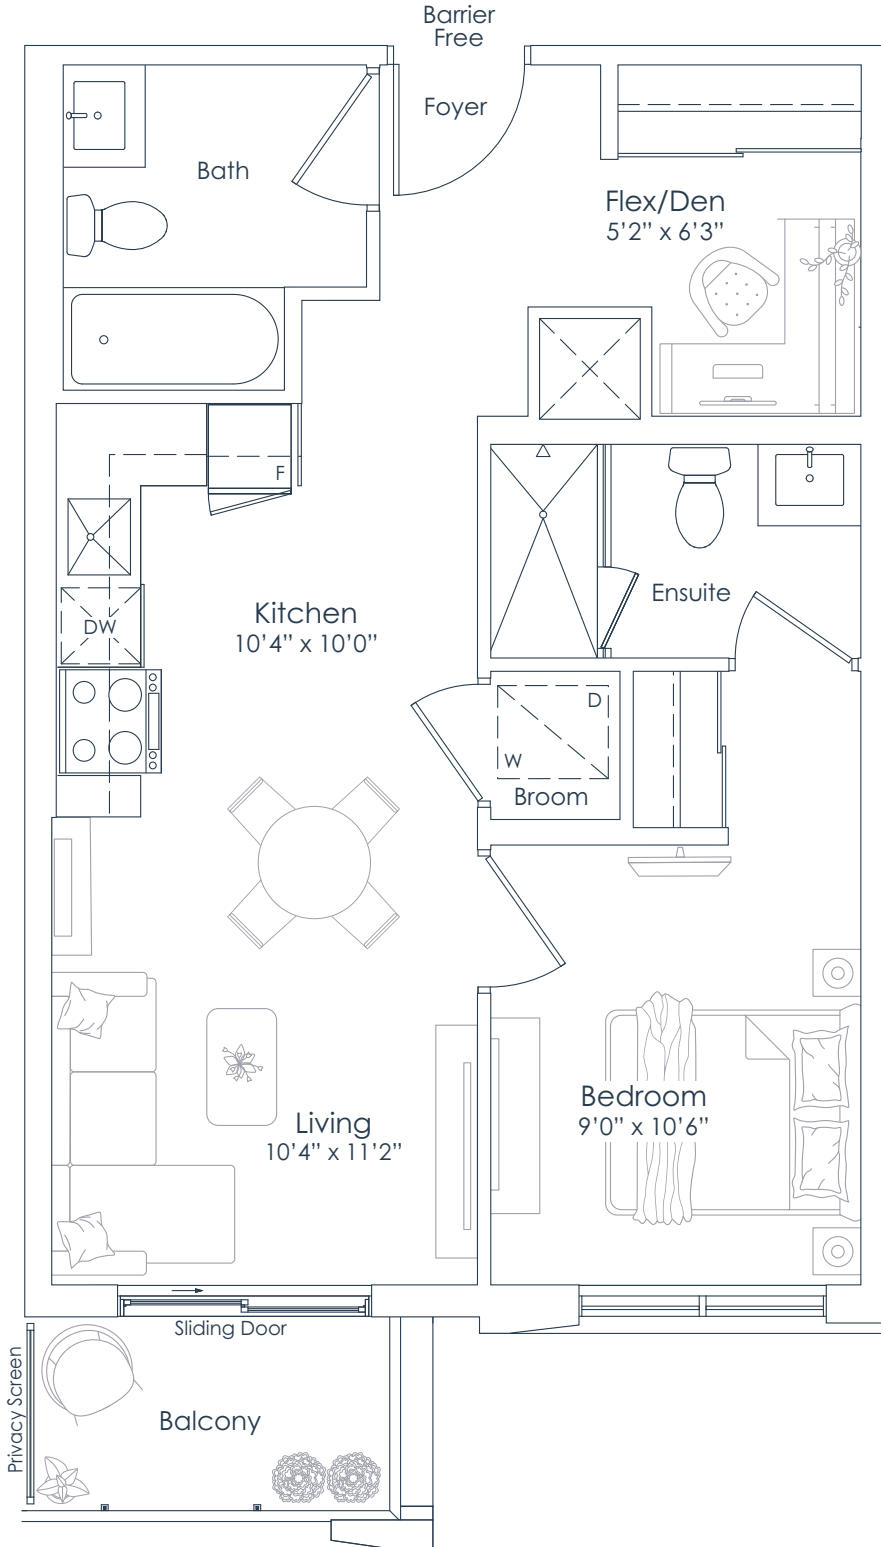 Barrier
Free
Foyer
Bath
Flex/Den
5’2” x 6’3”
F
Kitchen
10’4” x 10’0”
DW
Ensuite
D
W
Broom
Living
10’4” x 11’2”
Bedroom
9’0” x 10’6”
Sliding Door
Privacy Screen
Balcony